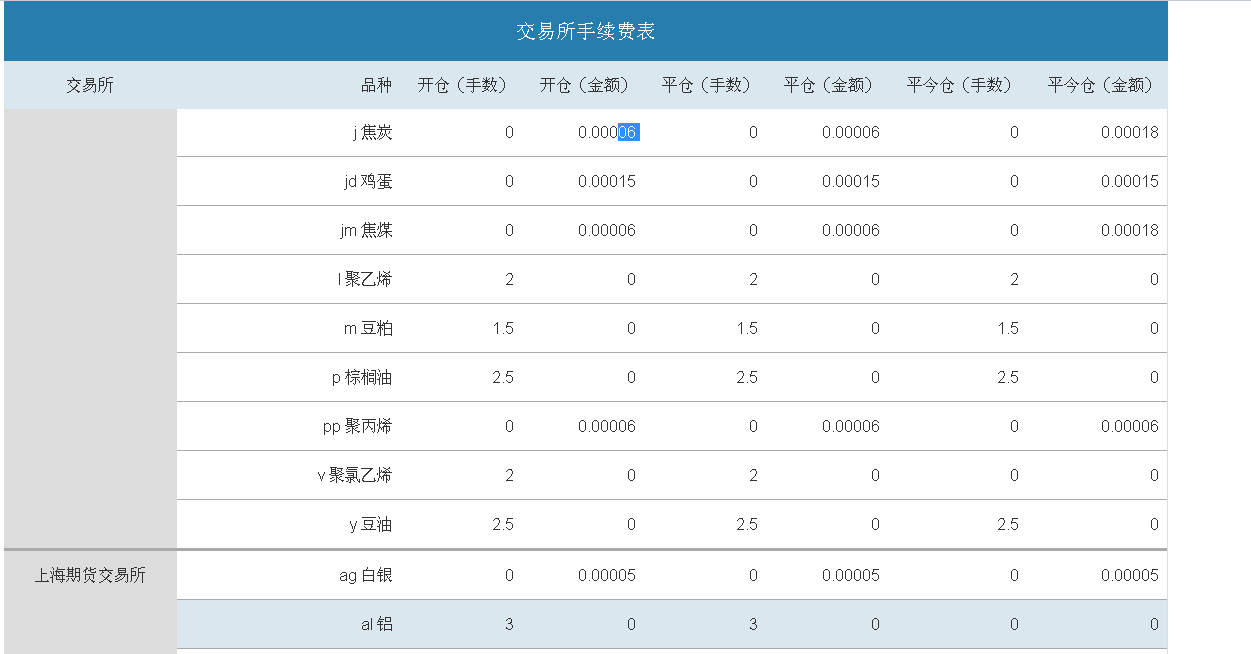 交易所手续费表
交易所 品种 开仓（手数） 开仓（金额） 平仓（手数） 平仓（金额） 平今仓（手数） 平今仓（金额）
j 焦炭 0 0.00006 0 0.00006 0 0.00018
jd 鸡蛋 0 0.00015 0 0.00015 0 0.00015
jm 焦煤 0 0.00006 0 0.00006 0 0.00018
l 聚乙烯 2 0 2 0 2 0
m 豆粕 1.5 0 1.5 0 1.5 0
p 棕榈油 2.5 0 2.5 0 2.5 0
pp 聚丙烯 0 0.00006 0 0.00006 0 0.00006
v 聚氯乙烯 2 0 2 0 0 0
y 豆油 2.5 0 2.5 0 2.5 0
上海期货交易所 ag 白银 0 0.00005 0 0.00005 0 0.00005
al 铝 3 0 3 0 0 0